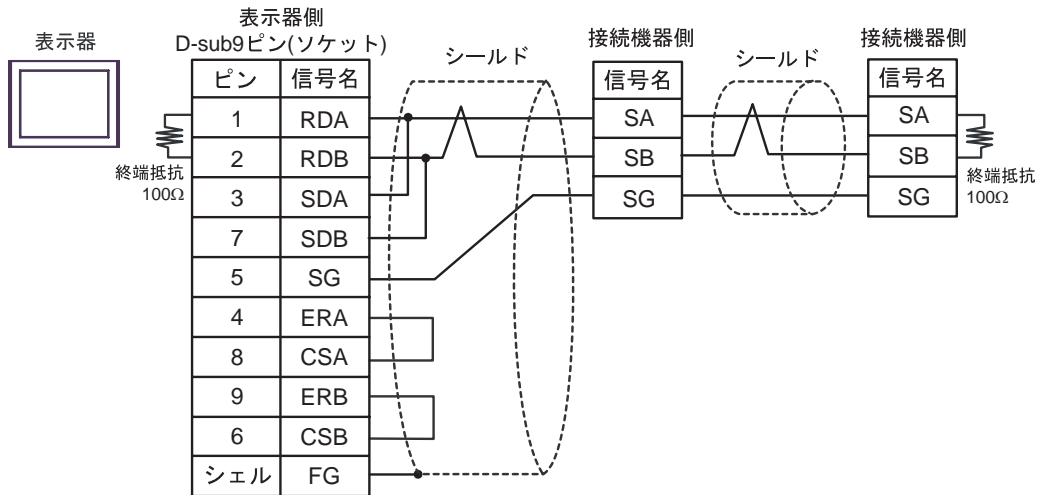 表示器
表示器側
D-sub9ピン(ソケット)
ピン 信号名
1 RDA
2 RDB
3 SDA
7 SDB
5 SG
4 ERA
8 CSA
9 ERB
6 CSB
シェル FG
終端抵抗
100Ω
シールド
接続機器側
信号名
SA
SB
SG
シールド
接続機器側
信号名
SA
SB
SG
終端抵抗
100Ω